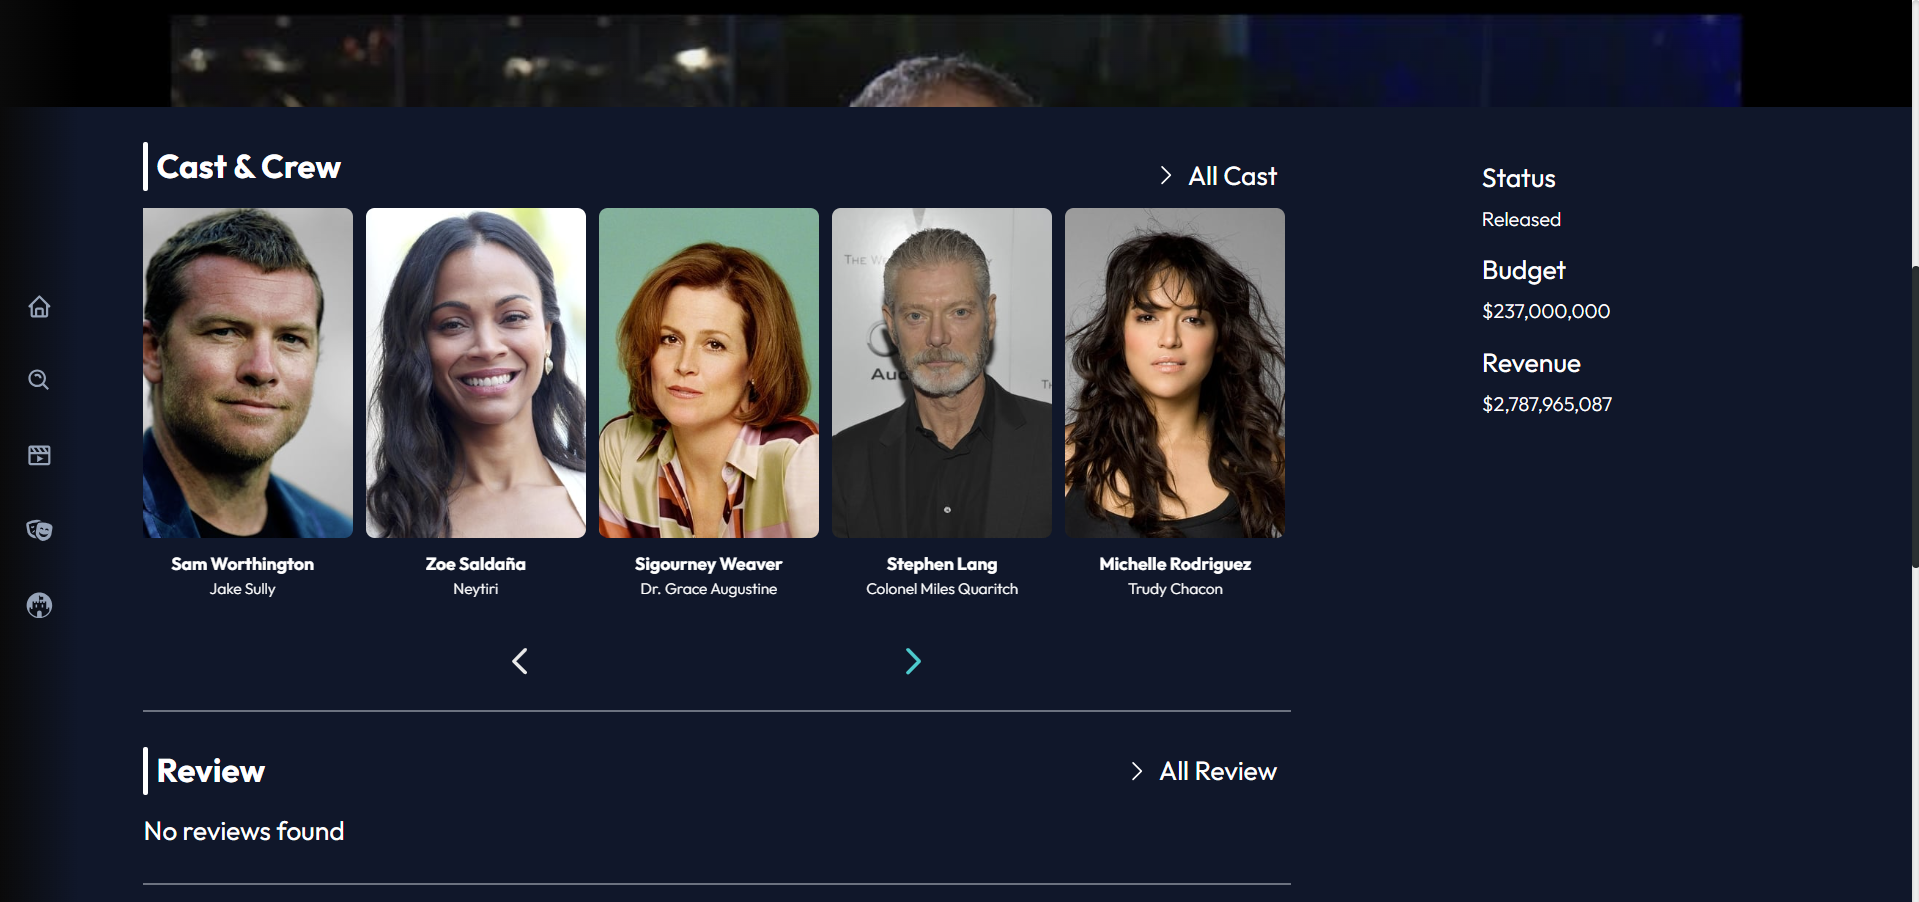 Cast & Crew
All Cast
Status
Released
Budget
$237,000,000
Revenue
$2,787,965,087
Sam Worthington
Jake Sully
Zoe Saldaña
Neytiri
Sigourney Weaver
Dr. Grace Augustine
Stephen Lang
Colonel Miles Quaritch
Michelle Rodriguez
Trudy Chacon
Review
All Review
No reviews found